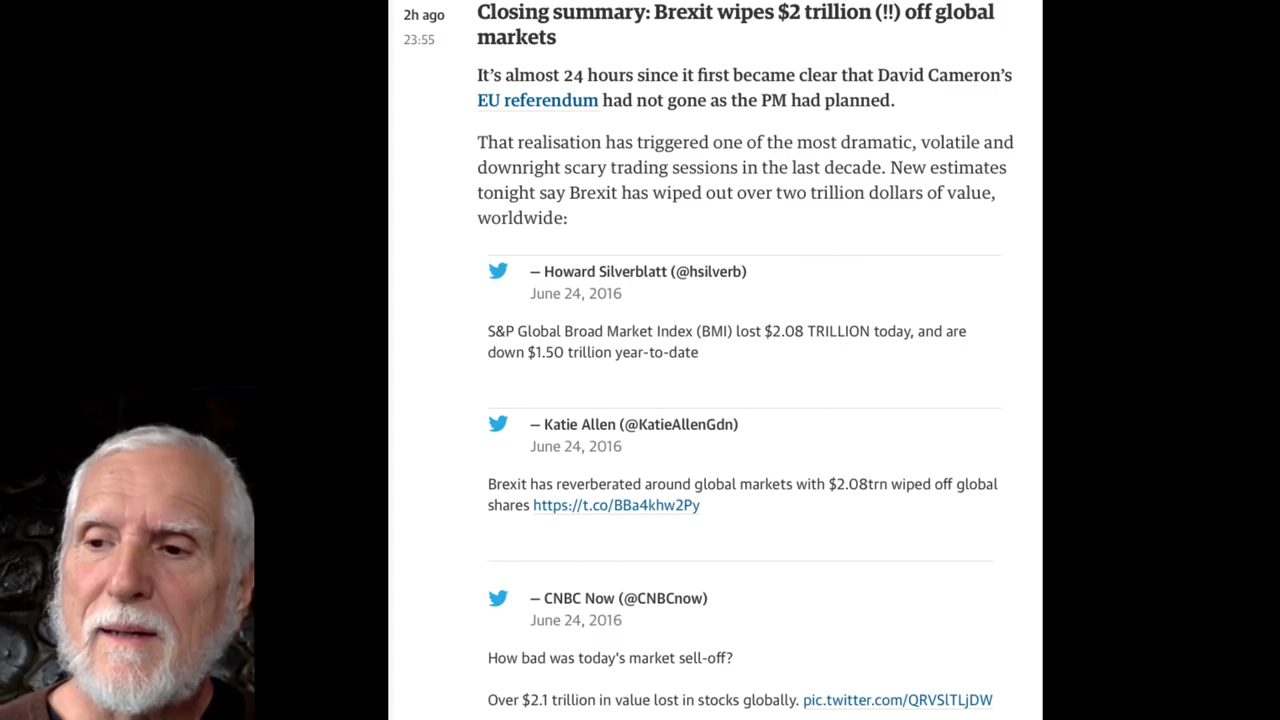 2h ago
23:55
Closing summary: Brexit wipes $2 trillion (!!) off global
markets
It’s almost 24 hours since it first became clear that David Cameron’s
EU referendum had not gone as the PM had planned.
That realisation has triggered one of the most dramatic, volatile and
downright scary trading sessions in the last decade. New estimates
tonight say Brexit has wiped out over two trillion dollars of value,
worldwide:
— Howard Silverblatt (@hsilverb)
June 24, 2016
S&P Global Broad Market Index (BMI) lost $2.08 TRILLION today, and are
down $1.50 trillion year-to-date
— Katie Allen (@KatieAllenGdn)
June 24, 2016
Brexit has reverberated around global markets with $2.08trn wiped off global
shares https://t.co/BBa4khw2Py
— CNBC Now (@CNBCnow)
June 24, 2016
How bad was today's market sell-off?
Over $2.1 trillion in value lost in stocks globally. pic.twitter.com/QRVSlTLjDW